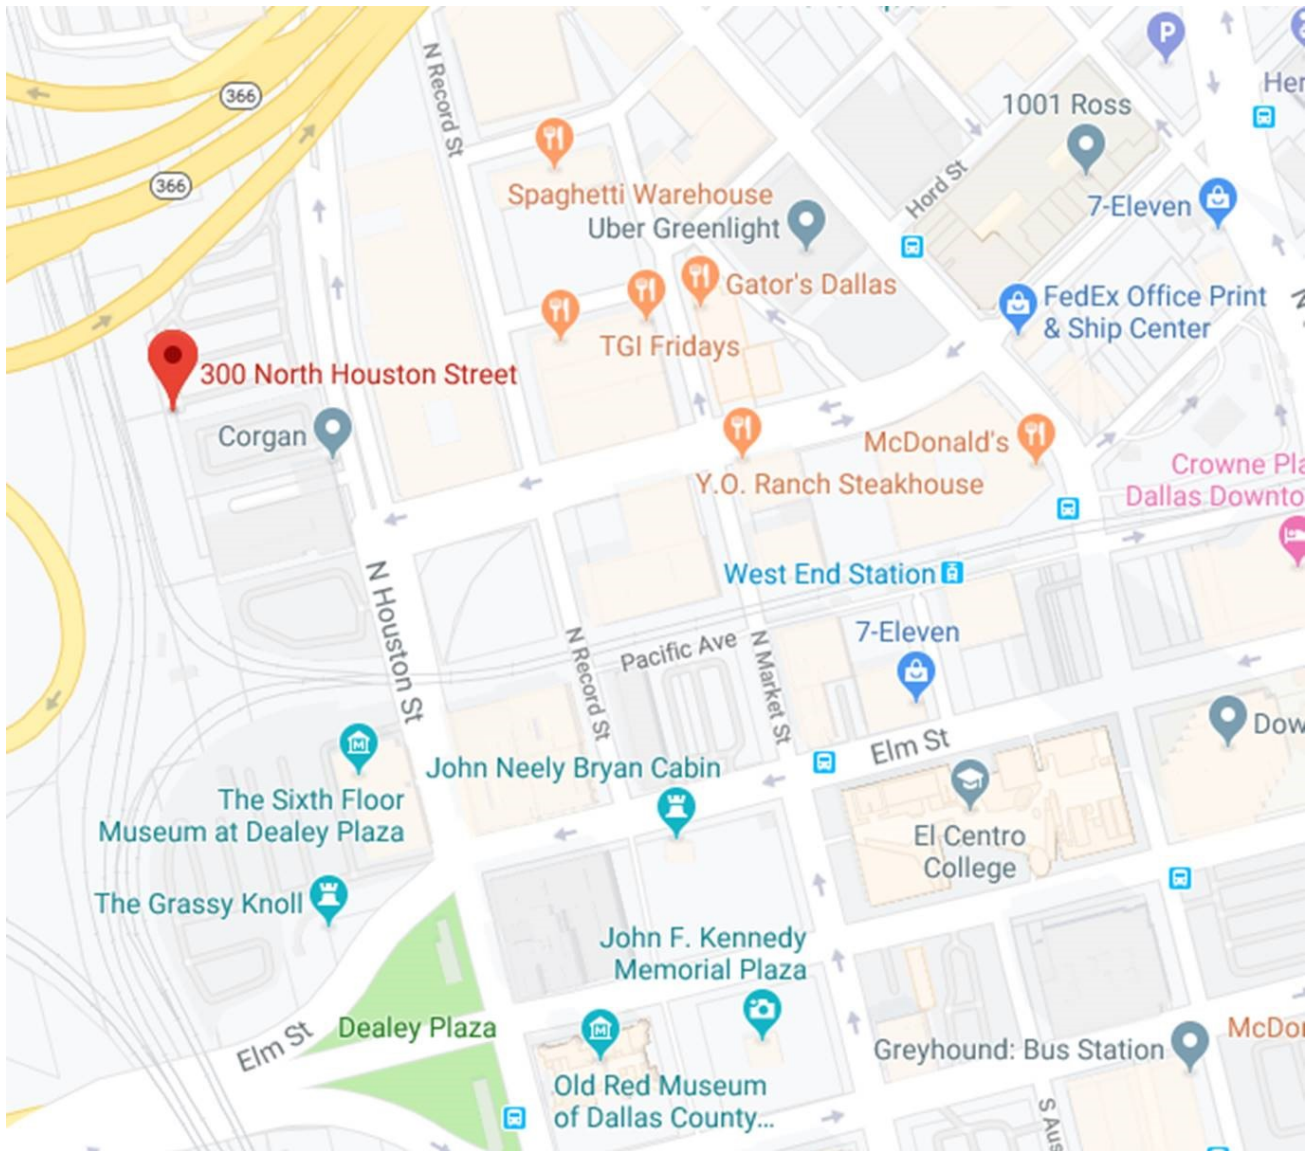 N Record St
366
366
P
Her
1001 Ross
Hord St
Spaghetti Warehouse
7-Eleven
Uber Greenlight
Gator's Dallas
FedEx Office Print
& Ship Center
TGI Fridays
300 North Houston Street
Corgan
McDonald's
Y.O. Ranch Steakhouse
Crowne Pla
Dallas Downto
N Houston St
West End Station
7-Eleven
N Record St
Pacific Ave
N Market St
Elm St
Dow
John Neely Bryan Cabin
The Sixth Floor
Museum at Dealey Plaza
El Centro
College
The Grassy Knoll
John F. Kennedy
Memorial Plaza
Dealey Plaza
Elm St
Greyhound: Bus Station
McDon
Old Red Museum
of Dallas County...
S Aus